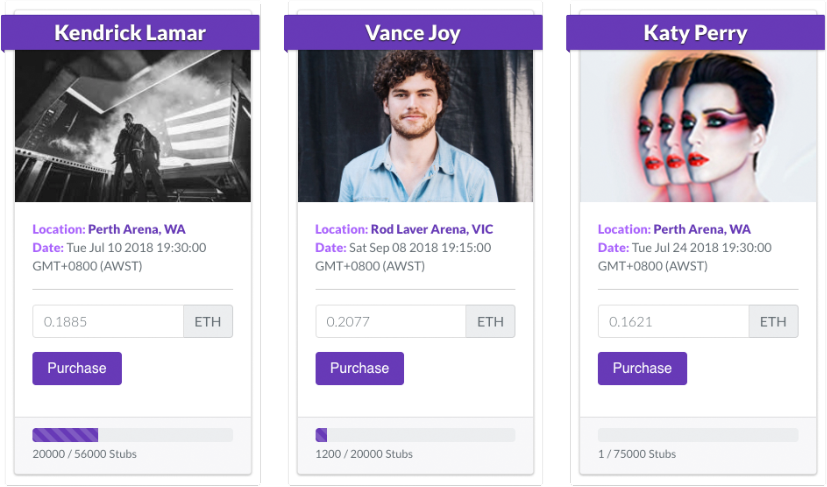 Kendrick Lamar
Location: Perth Arena, WA
Date: Tue Jul 10 2018 19:30:00
GMT+0800 (AWST)
0.1885 ETH
Purchase
20000 / 56000 Stubs
Vance Joy
Location: Rod Laver Arena, VIC
Date: Sat Sep 08 2018 19:15:00
GMT+0800 (AWST)
0.2077 ETH
Purchase
1200 / 20000 Stubs
Katy Perry
Location: Perth Arena, WA
Date: Tue Jul 24 2018 19:30:00
GMT+0800 (AWST)
0.1621 ETH
Purchase
1 / 75000 Stubs